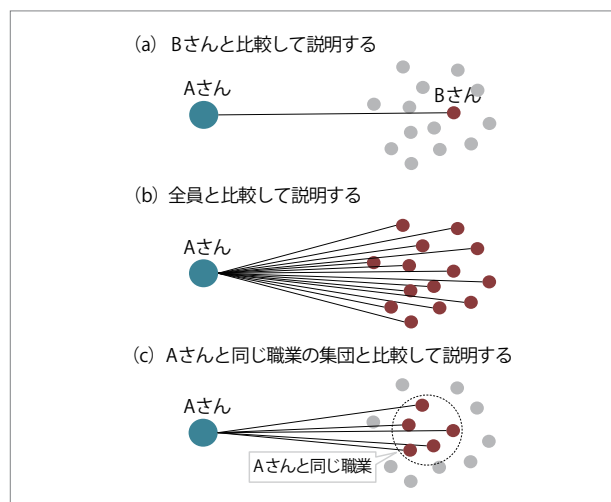 (a) Bさんと比較して説明する
Aさん
Bさん
(b) 全員と比較して説明する
Aさん
(c) Aさんと同じ職業の集団と比較して説明する
Aさん
Aさんと同じ職業